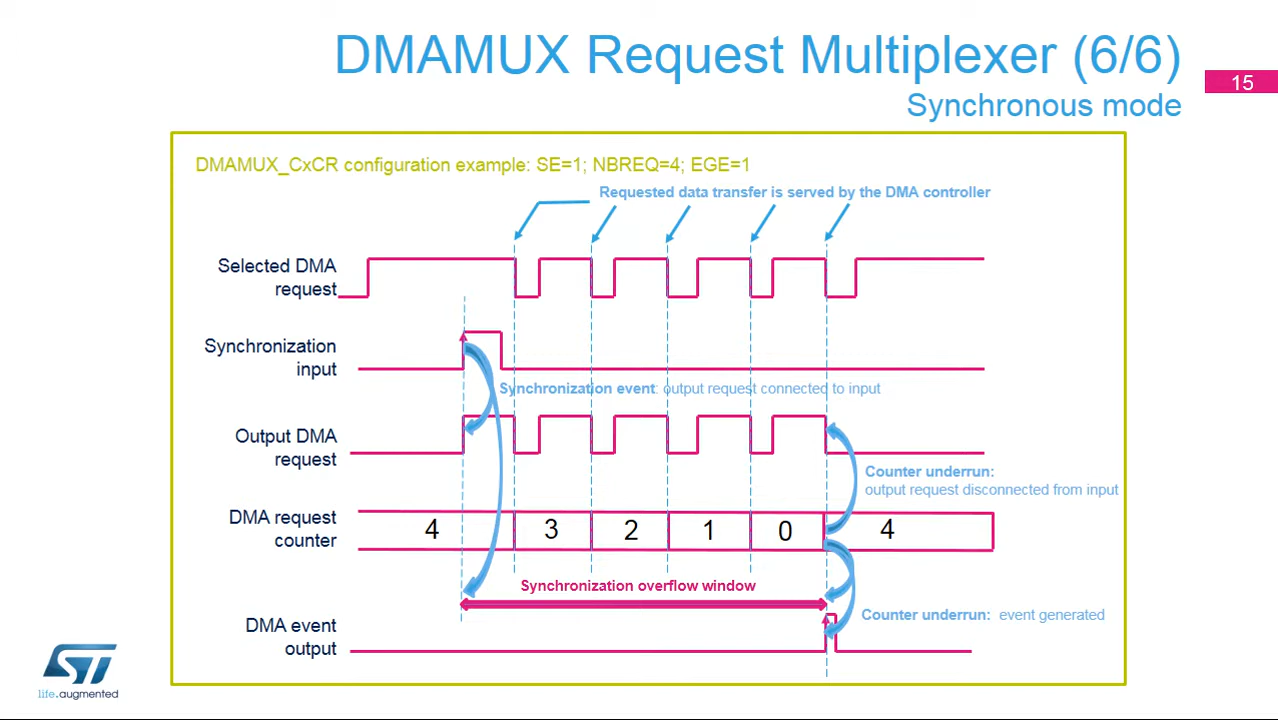 DMAMUX Request Multiplexer (6/6)
15
Synchronous mode
DMAMUX_CxCR configuration example: SE=1; NBREQ=4; EGE=1
Requested data transfer is served by the DMA controller
Selected DMA
request
Synchronization
input
Synchronization event: output request connected to input
Output DMA
request
Counter underrun:
output request disconnected from input
DMA request
counter
4 3 2 1 0 4
Synchronization overflow window
Counter underrun: event generated
DMA event
output
ST
life.augmented